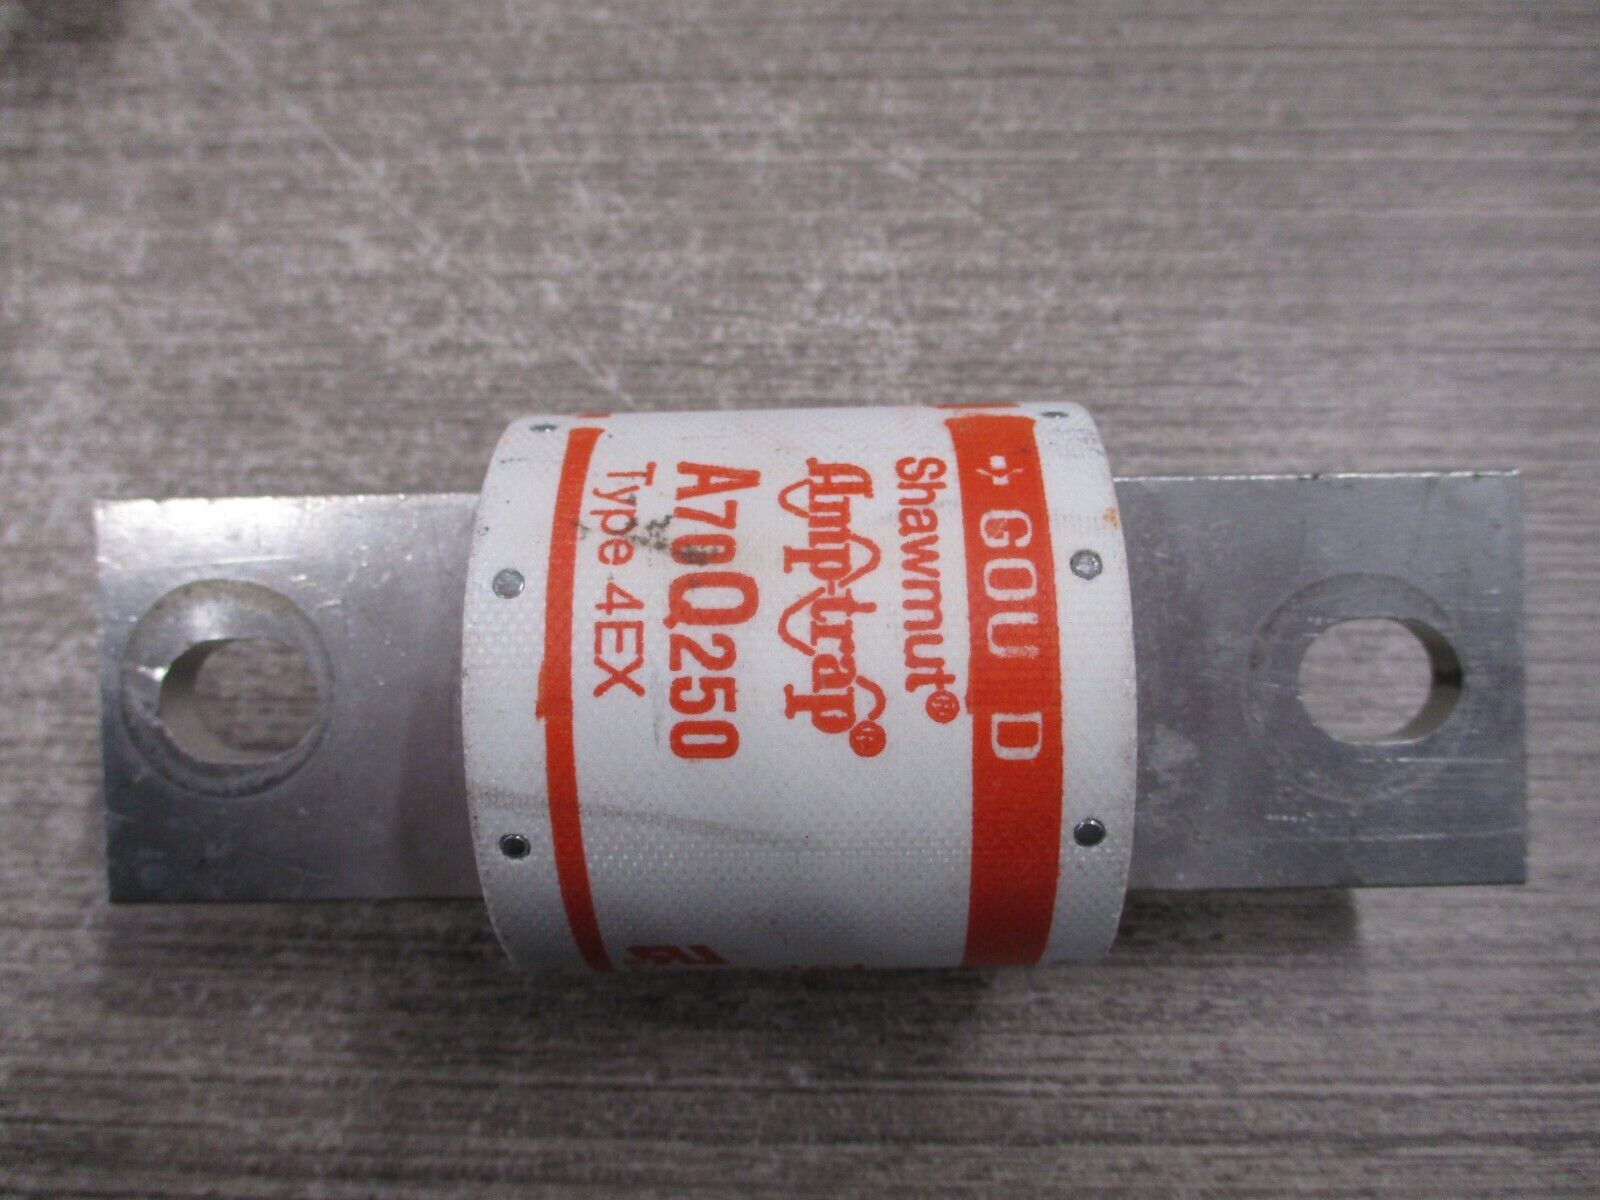 GOULD
Shawmut®
Amp-trap®
A70Q250
Type 4EX